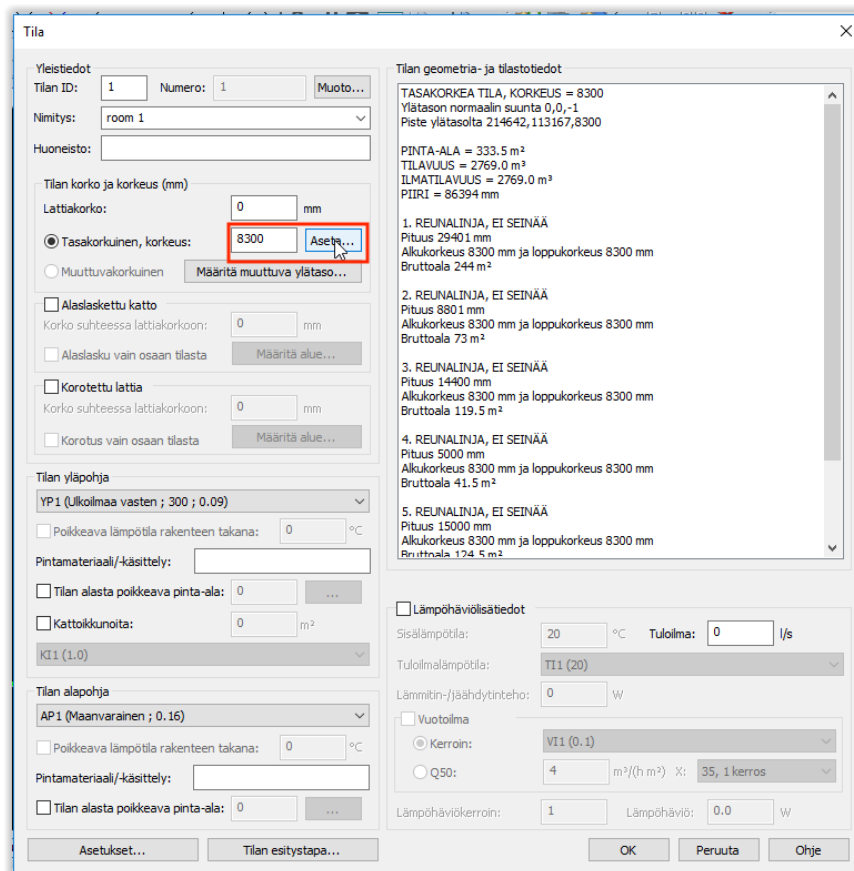 Tila
Yleistiedot
Tilan ID: 1 Numero: 1 Muoto...
Nimitys: room 1
Huoneisto:
Tilan korko ja korkeus (mm)
Lattiakorko: 0 mm
Tasakorkuinen, korkeus: 8300 Aseta...
Muuttuvakorkuinen Määritä muuttuva ylätaso...
Alaslaskettu katto
Korko suhteessa lattiakorkoon: 0 mm
Alaslasku vain osaan tilasta Määritä alue...
Korotettu lattia
Korko suhteessa lattiakorkoon: 0 mm
Korotus vain osaan tilasta Määritä alue...
Tilan yläpohja
YP1 (Ulkoilmaa vasten ; 300 ; 0.09)
Poikkeava lämpötila rakenteen takana: 0 °C
Pintamateriaali/-käsittely:
Tilan alasta poikkeava pinta-ala: 0 ...
Kattoikkunoita: 0 m²
KI1 (1.0)
Tilan alapohja
AP1 (Maanvarainen ; 0.16)
Poikkeava lämpötila rakenteen takana: 0 °C
Pintamateriaali/-käsittely:
Tilan alasta poikkeava pinta-ala: 0 ...
Asetukset... Tilan esitystapa...
Tilan geometria- ja tilastotiedot
TASAKORKEA TILA, KORKEUS = 8300
Ylätason normaalin suunta 0,0,-1
Piste ylätasolta 214642,113167,8300
PINTA-ALA = 333.5 m²
TILAVUUS = 2769.0 m³
ILMATILAVUUS = 2769.0 m³
PIIRI = 86394 mm
1. REUNALINJA, EI SEINÄÄ
Pituus 29401 mm
Alkukorkeus 8300 mm ja loppukorkeus 8300 mm
Bruttoala 244 m²
2. REUNALINJA, EI SEINÄÄ
Pituus 8801 mm
Alkukorkeus 8300 mm ja loppukorkeus 8300 mm
Bruttoala 73 m²
3. REUNALINJA, EI SEINÄÄ
Pituus 14400 mm
Alkukorkeus 8300 mm ja loppukorkeus 8300 mm
Bruttoala 119.5 m²
4. REUNALINJA, EI SEINÄÄ
Pituus 5000 mm
Alkukorkeus 8300 mm ja loppukorkeus 8300 mm
Bruttoala 41.5 m²
5. REUNALINJA, EI SEINÄÄ
Pituus 15000 mm
Alkukorkeus 8300 mm ja loppukorkeus 8300 mm
Bruttoala 124.5 m²
Lämpöhäviölisätiedot
Sisälämpötila: 20 °C Tuloilma: 0 l/s
Tuloilmalämpötila: TI1 (20)
Lämmitin-/jäähdytinteho: 0 W
Vuotoilma
Kerroin: VI1 (0.1)
Q50: 4 m³/(h m²) X: 35, 1 kerros
Lämpöhäviökerroin: 1 Lämpöhäviö: 0.0 W
OK Peruuta Ohje